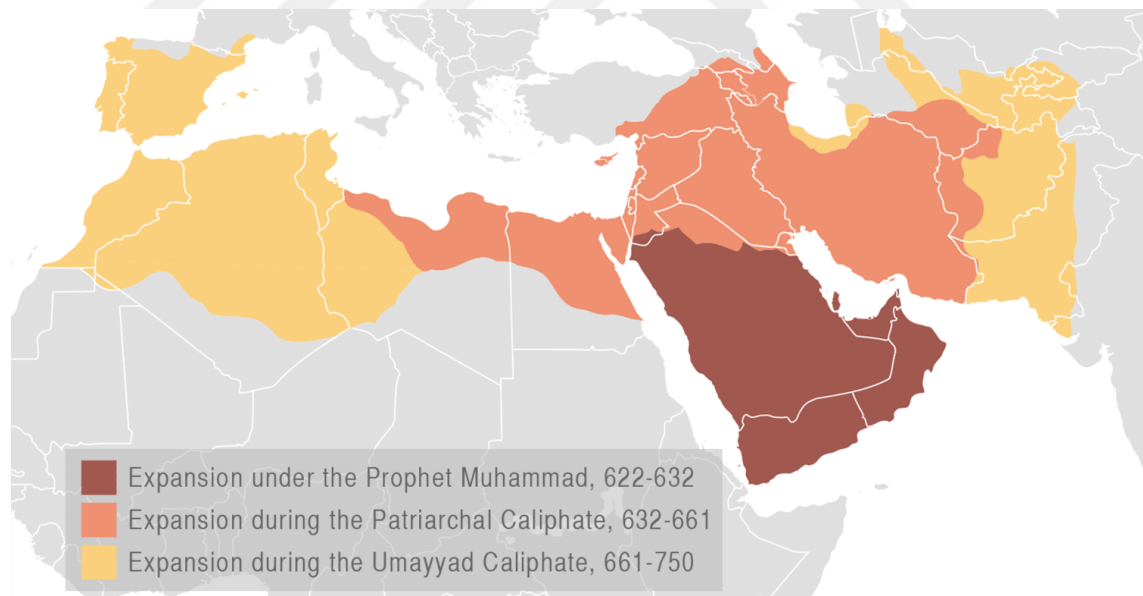 Expansion under the Prophet Muhammad, 622-632
Expansion during the Patriarchal Caliphate, 632-661
Expansion during the Umayyad Caliphate, 661-750